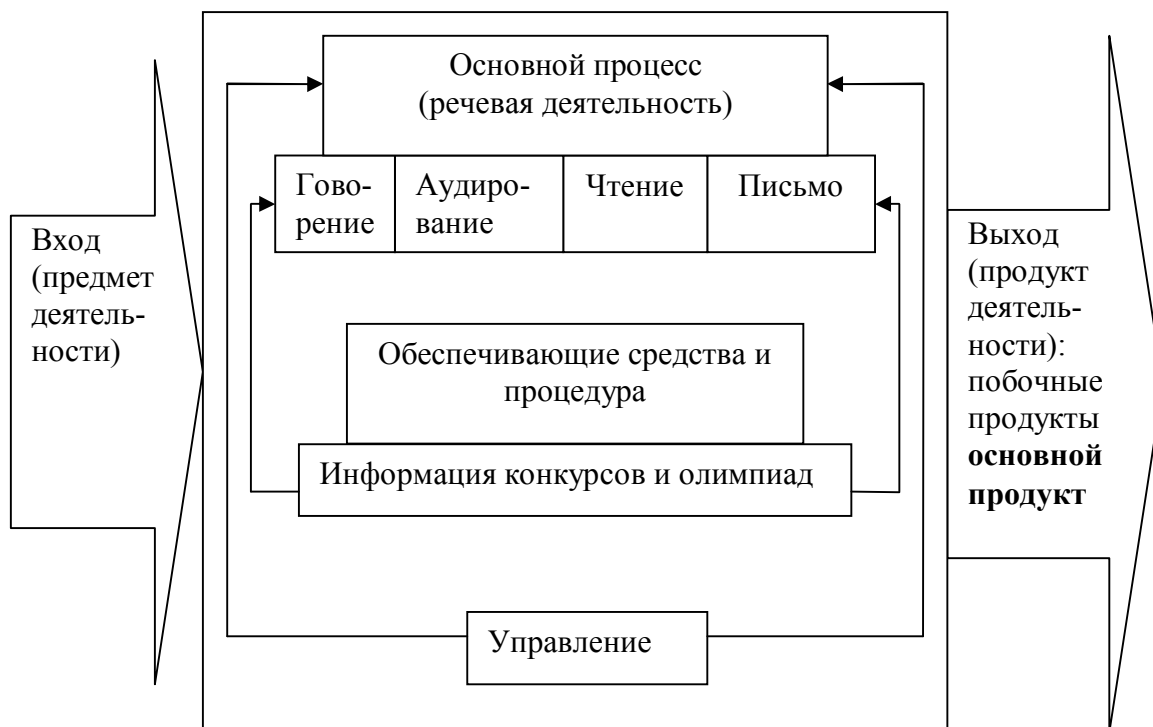 Основной процесс
(речевая деятельность)
Гово-
рение
Аудиро-
вание
Чтение
Письмо
Вход
(предмет
деятель-
ности)
Обеспечивающие средства и
процедура
Информация конкурсов и олимпиад
Управление
Выход
(продукт
деятель-
ности):
побочные
продукты
основной
продукт